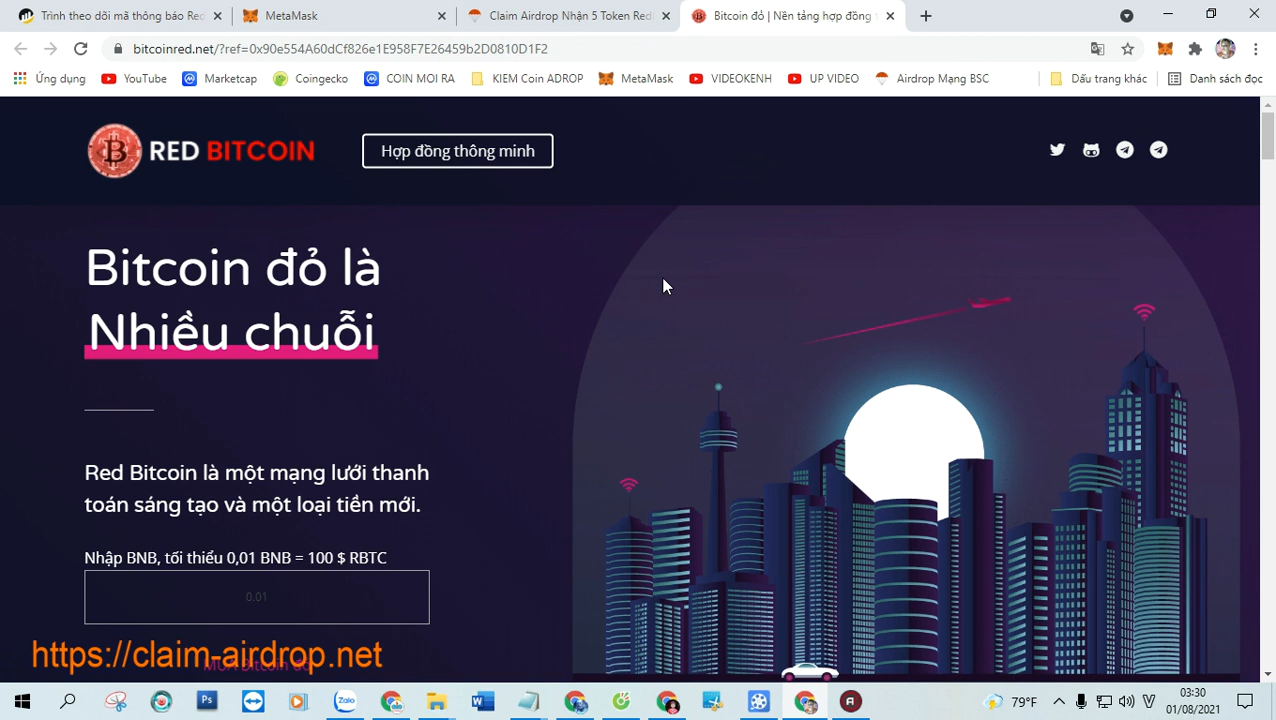 Trình theo dõi mã thông báo Red
MetaMask
Claim Airdrop Nhận 5 Token Redi
Bitcoin đỏ | Nền tảng hợp đồng t
bitcoinred.net/?ref=0x90e554A60dCf826e1E958F7E26459b2D0810D1F2
Ứng dụng
YouTube
Marketcap
Coingecko
COIN MOI RA
KIEM Coin ADROP
MetaMask
VIDEOKENH
UP VIDEO
Airdrop Mạng BSC
Dấu trang khác
Danh sách đọc
RED BITCOIN
Hợp đồng thông minh
Bitcoin đỏ là
Nhiều chuỗi
Red Bitcoin là một mạng lưới thanh
toán sáng tạo và một loại tiền mới.
Nhập BNB, tối thiểu 0,01 BNB = 100 $ RBTC
0.01
https://claim-airdrop.net
Ps
Zalo
W
A
79°F
V
03:30
01/08/2021